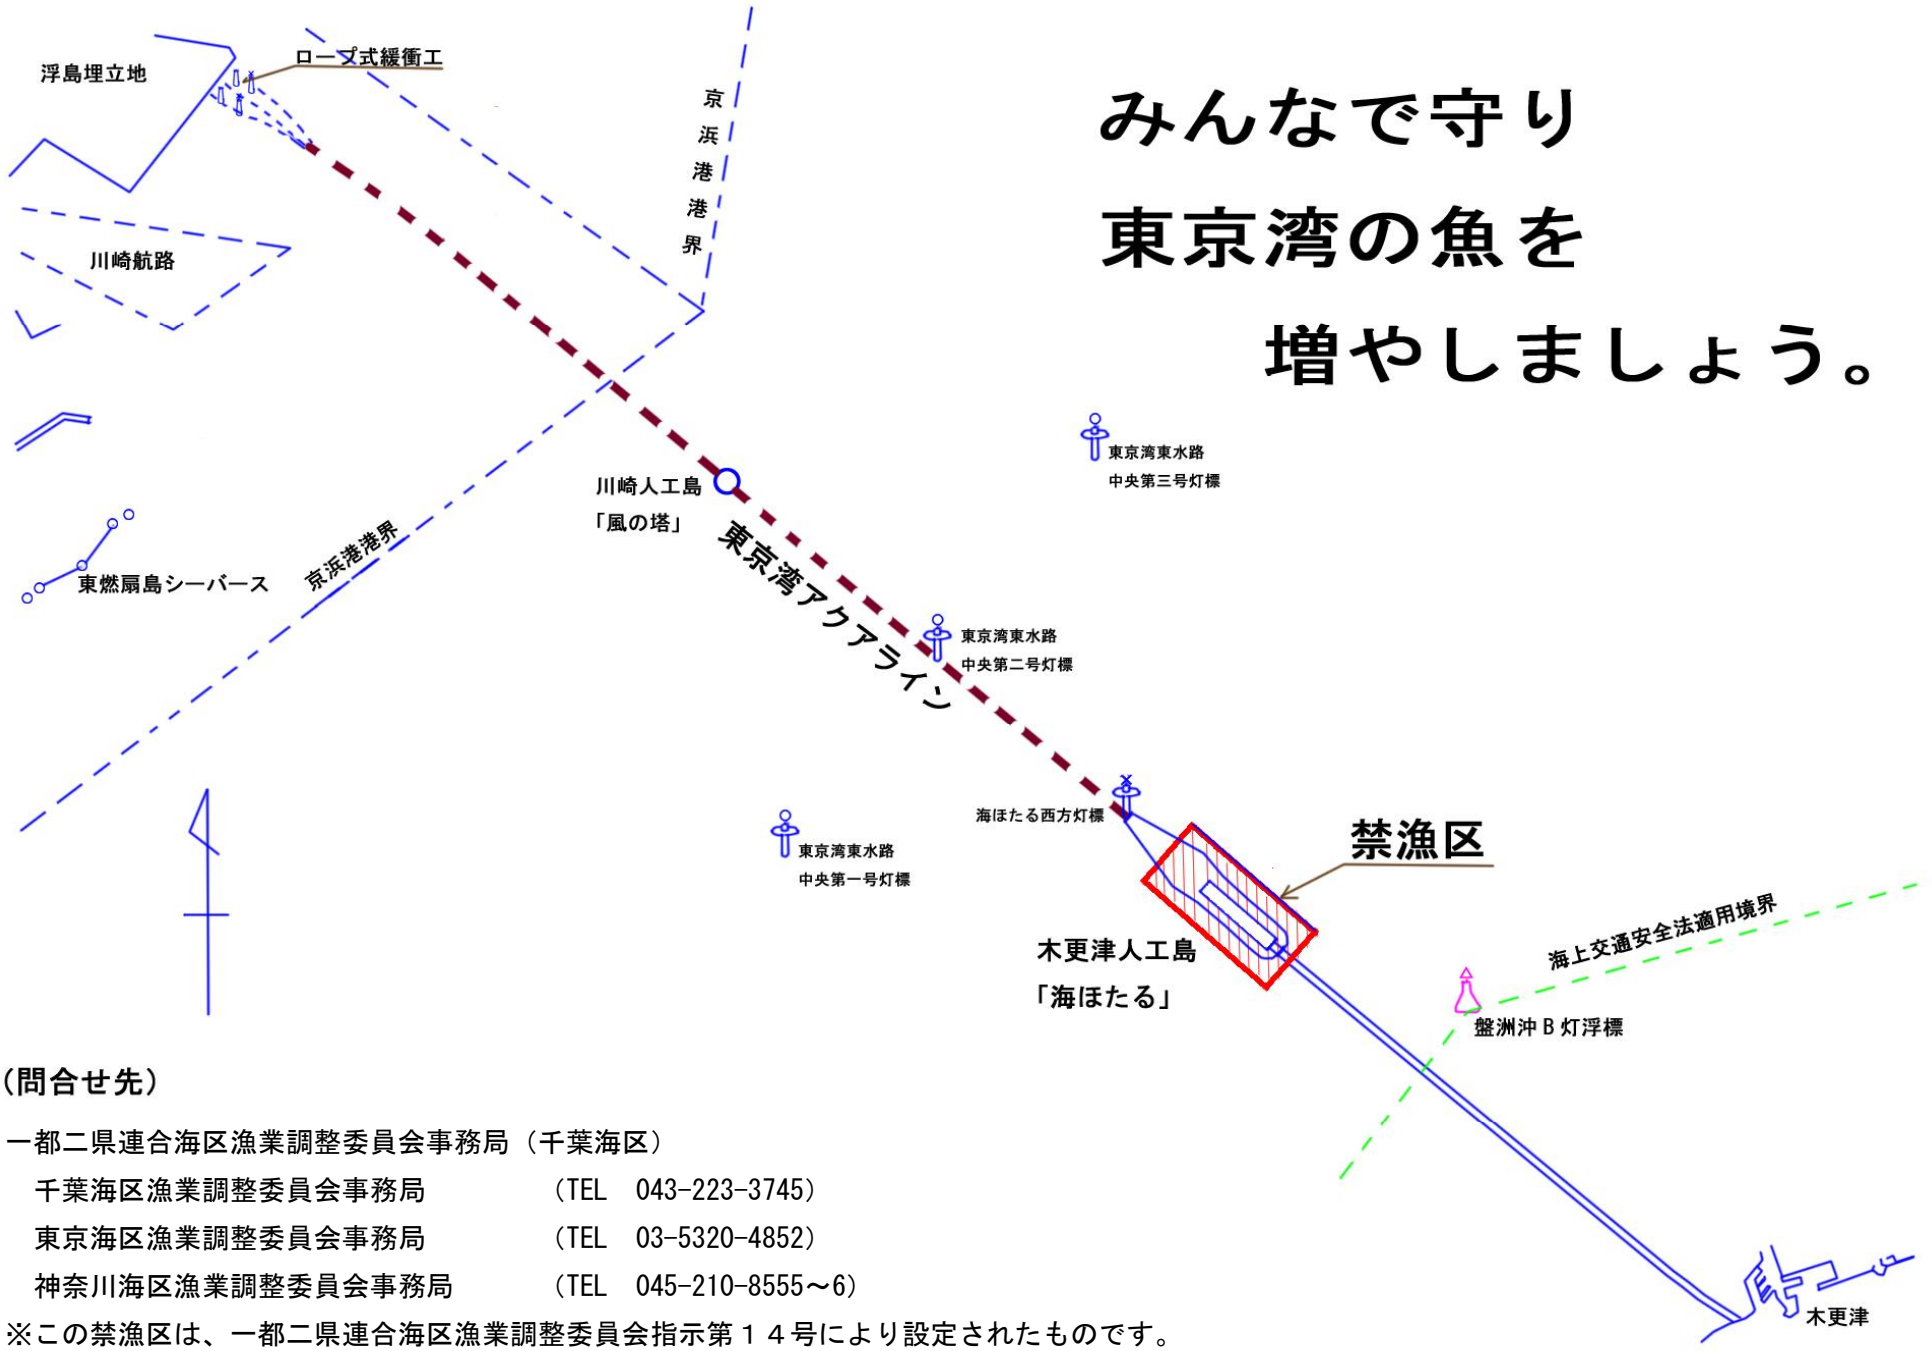 浮島埋立地
ロープ式緩衝工
京浜港港界
みんなで守り
東京湾の魚を
増やしましょう。
川崎航路
東京湾東水路
中央第三号灯標
川崎人工島
「風の塔」
東京湾アクアライン
京浜港港界
東燃扇島シーバース
東京湾東水路
中央第二号灯標
海ほたる西方灯標
東京湾東水路
中央第一号灯標
禁漁区
木更津人工島
「海ほたる」
海上交通安全法適用境界
盤洲沖B灯浮標
木更津
(問合せ先)
一都二県連合海区漁業調整委員会事務局（千葉海区）
千葉海区漁業調整委員会事務局 （TEL 043-223-3745）
東京海区漁業調整委員会事務局 （TEL 03-5320-4852）
神奈川海区漁業調整委員会事務局 （TEL 045-210-8555～6）
※この禁漁区は、一都二県連合海区漁業調整委員会指示第１４号により設定されたものです。